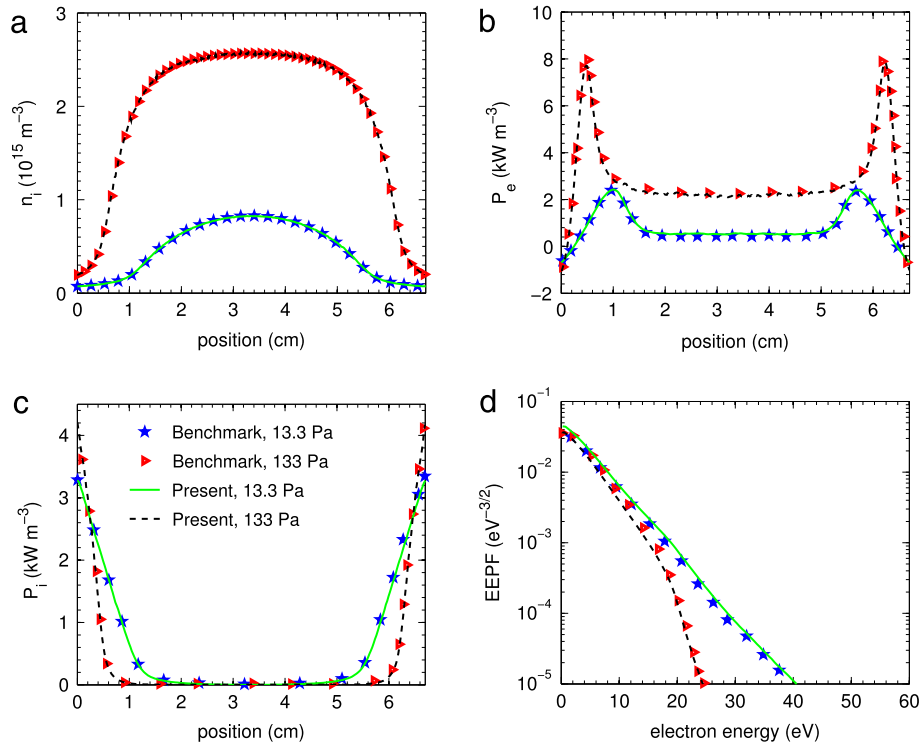 a
3
2
1
0
n_i (10^15 m^−3)
0 1 2 3 4 5 6
position (cm)
b
10
8
6
4
2
0
−2
P_e (kW m^−3)
0 1 2 3 4 5 6
position (cm)
c
4
3
2
1
0
P_i (kW m^−3)
Benchmark, 13.3 Pa
Benchmark, 133 Pa
Present, 13.3 Pa
Present, 133 Pa
0 1 2 3 4 5 6
position (cm)
d
10^−1
10^−2
10^−3
10^−4
10^−5
EEPF (eV^−3/2)
0 10 20 30 40 50 60
electron energy (eV)